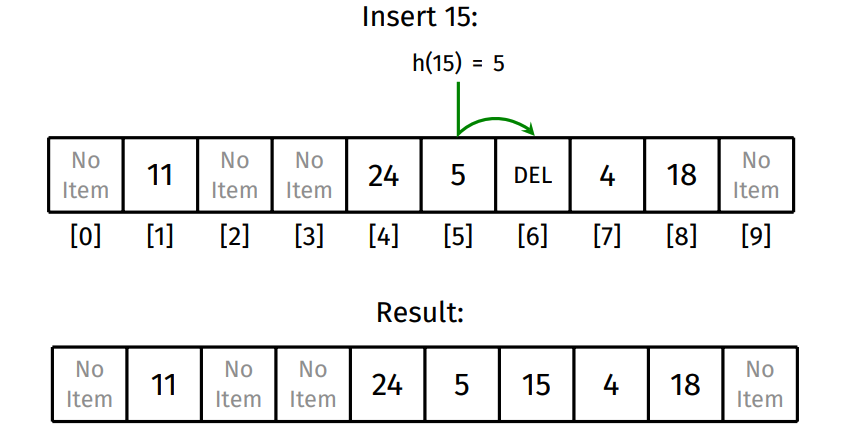 Insert 15:
h(15) = 5
No Item 11 No Item No Item 24 5 DEL 4 18 No Item
[0] [1] [2] [3] [4] [5] [6] [7] [8] [9]
Result:
No Item 11 No Item No Item 24 5 15 4 18 No Item